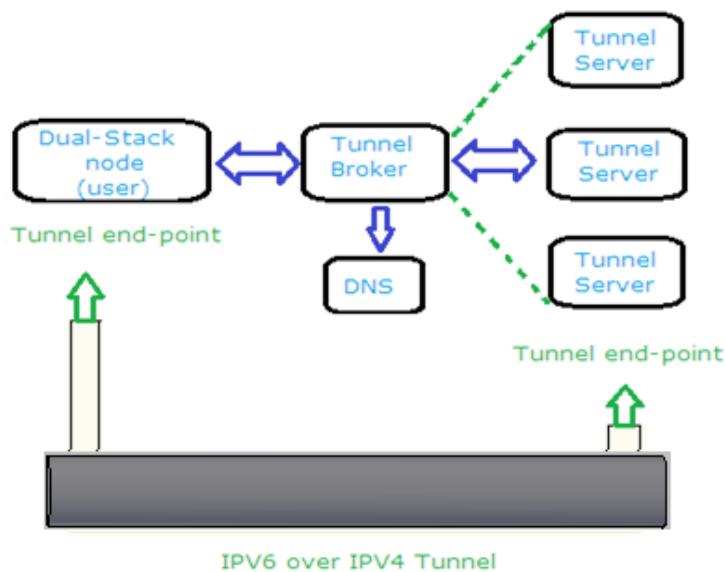 Tunnel
Server
Dual-Stack
node
(user)
Tunnel
Broker
Tunnel
Server
Tunnel end-point
DNS
Tunnel
Server
Tunnel end-point
IPV6 over IPV4 Tunnel